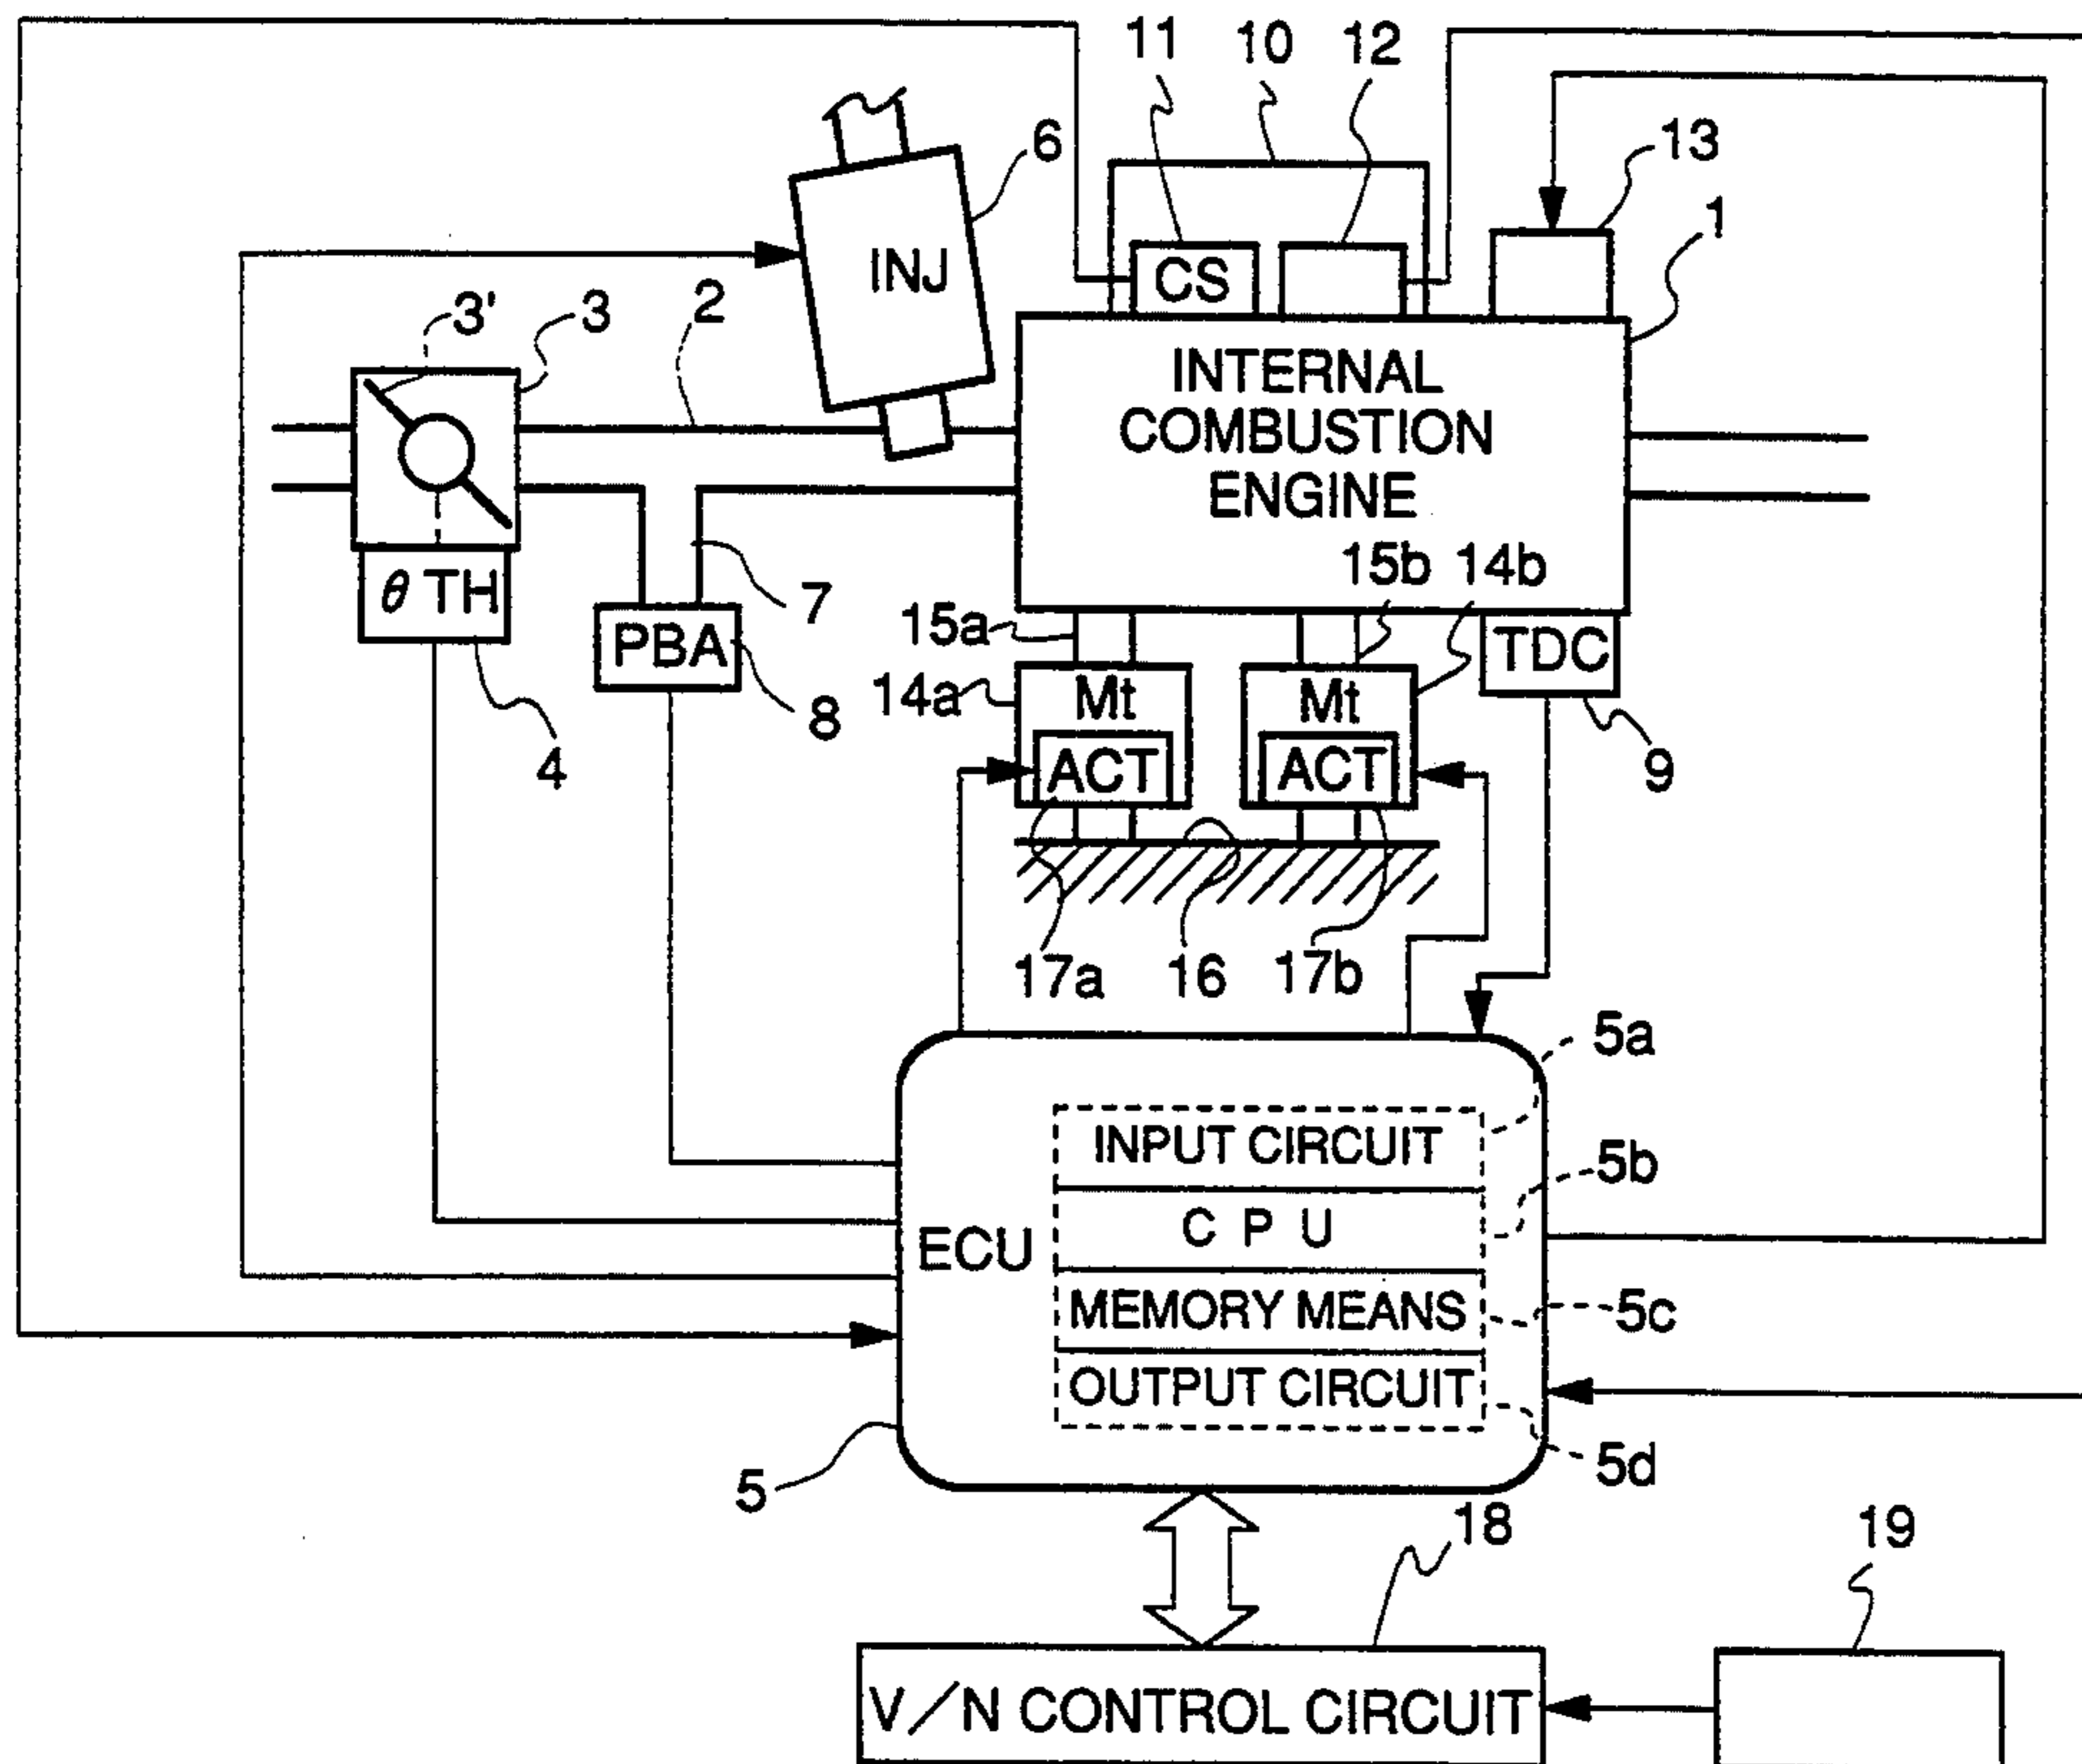 11
10
12
13
6
1
INJ
CS
3'
3
2
INTERNAL
COMBUSTION
ENGINE
15b
14b
θ TH
7
15a
PBA
TDC
14a
Mt
Mt
8
4
ACT
ACT
9
17a
16
17b
5a
INPUT CIRCUIT
5b
C P U
ECU
MEMORY MEANS
5c
OUTPUT CIRCUIT
5d
5
18
19
V/N CONTROL CIRCUIT